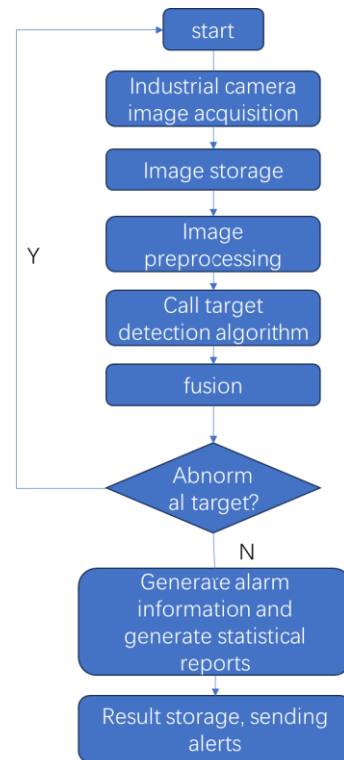 start
Industrial camera
image acquisition
Image storage
Image
preprocessing
Y
Call target
detection algorithm
fusion
Abnorm
al target?
N
Generate alarm
information and
generate statistical
reports
Result storage, sending
alerts